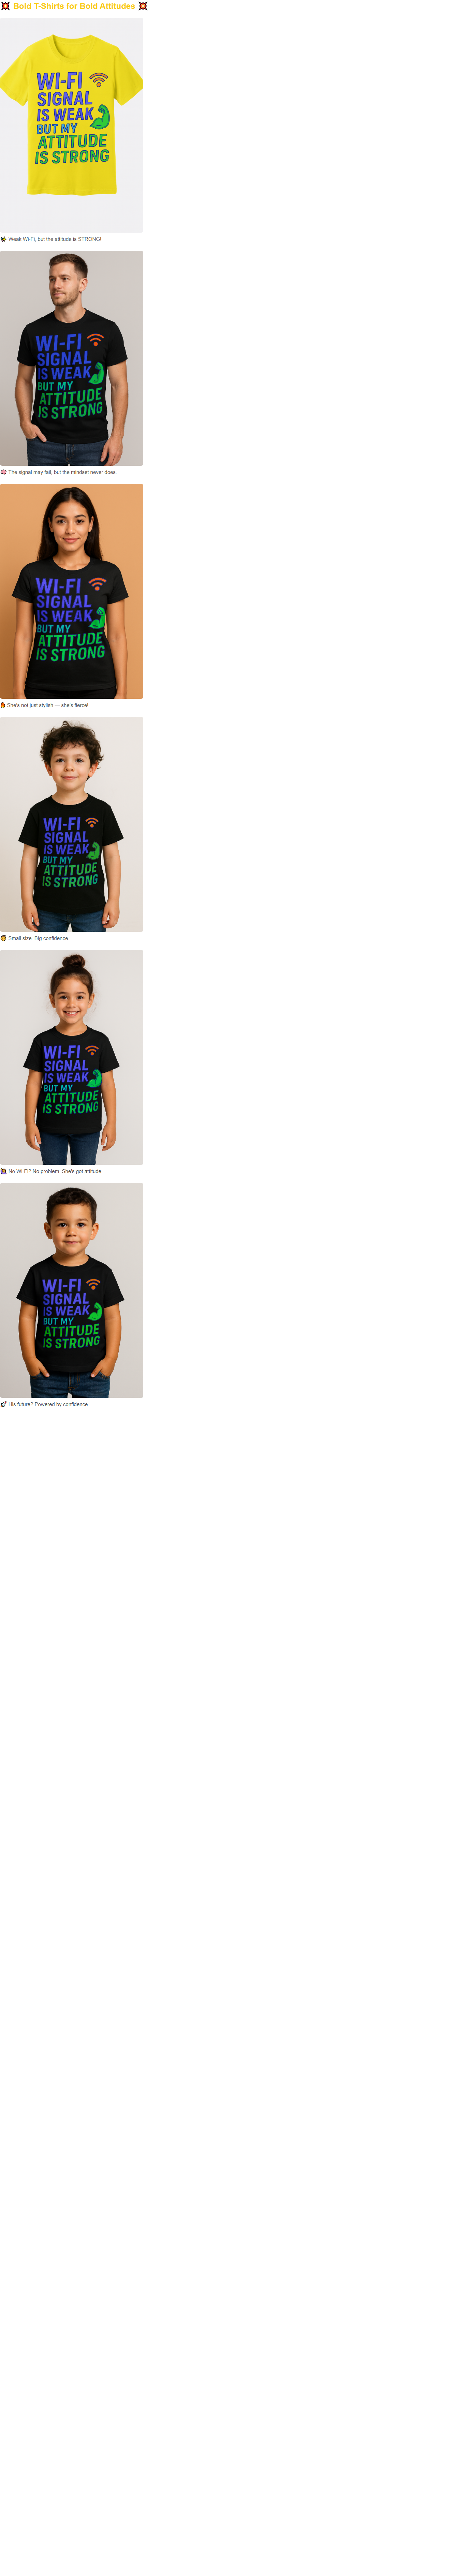 💥 Bold T-Shirts for Bold Attitudes 💥
WI-FI
SIGNAL
IS WEAK
BUT MY
ATTITUDE
IS STRONG
Weak Wi-Fi, but the attitude is STRONG!
WI-FI
SIGNAL
IS WEAK
BUT MY
ATTITUDE
IS STRONG
🧠 The signal may fail, but the mindset never does.
WI-FI
SIGNAL
IS WEAK
BUT MY
ATTITUDE
IS STRONG
🔥 She's not just stylish — she's fierce!
WI-FI
SIGNAL
IS WEAK
BUT MY
ATTITUDE
IS STRONG
Small size. Big confidence.
WI-FI
SIGNAL
IS WEAK
BUT MY
ATTITUDE
IS STRONG
No Wi-Fi? No problem. She's got attitude.
WI-FI
SIGNAL
IS WEAK
BUT MY
ATTITUDE
IS STRONG
🚀 His future? Powered by confidence.